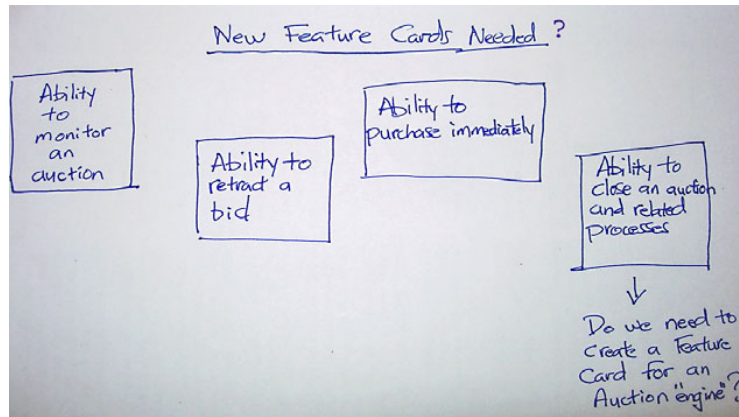 New Feature Cards Needed ?
Ability
to
monitor
an
auction
Ability to
retract a
bid
Ability to
purchase immediately
Ability to
close an auction
and related
processes
Do we need to
create a Feature
Card for an
Auction "engine"?